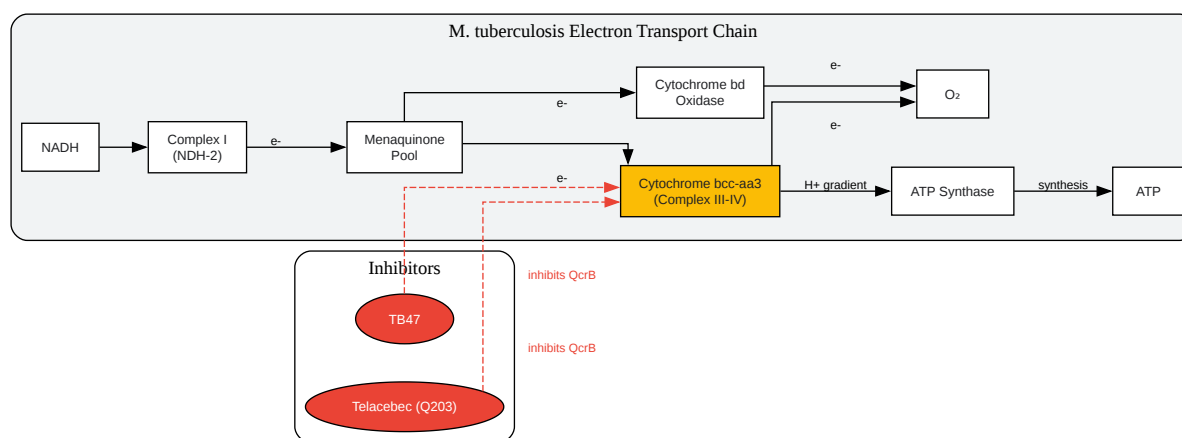 M. tuberculosis Electron Transport Chain
NADH
Complex I
(NDH-2)
e-
Menaquinone
Pool
e-
e-
Cytochrome bd
Oxidase
e-
e-
O₂
Cytochrome bcc-aa3
(Complex III-IV)
H+ gradient
ATP Synthase
synthesis
ATP
Inhibitors
TB47
Telacebec (Q203)
inhibits QcrB
inhibits QcrB